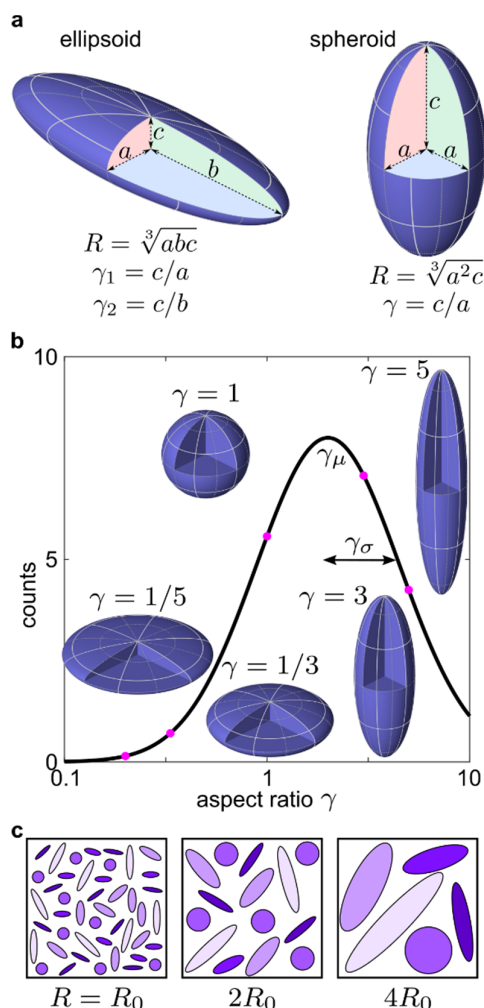 a
ellipsoid
spheroid
c
a
b
c
a
a
R = ∛abc
γ₁ = c/a
γ₂ = c/b
R = ∛a²c
γ = c/a
b
10
γ = 5
γ = 1
γμ
5
γσ
counts
γ = 1/5
γ = 3
γ = 1/3
0
0.1
1
10
aspect ratio γ
c
R = R₀
2R₀
4R₀